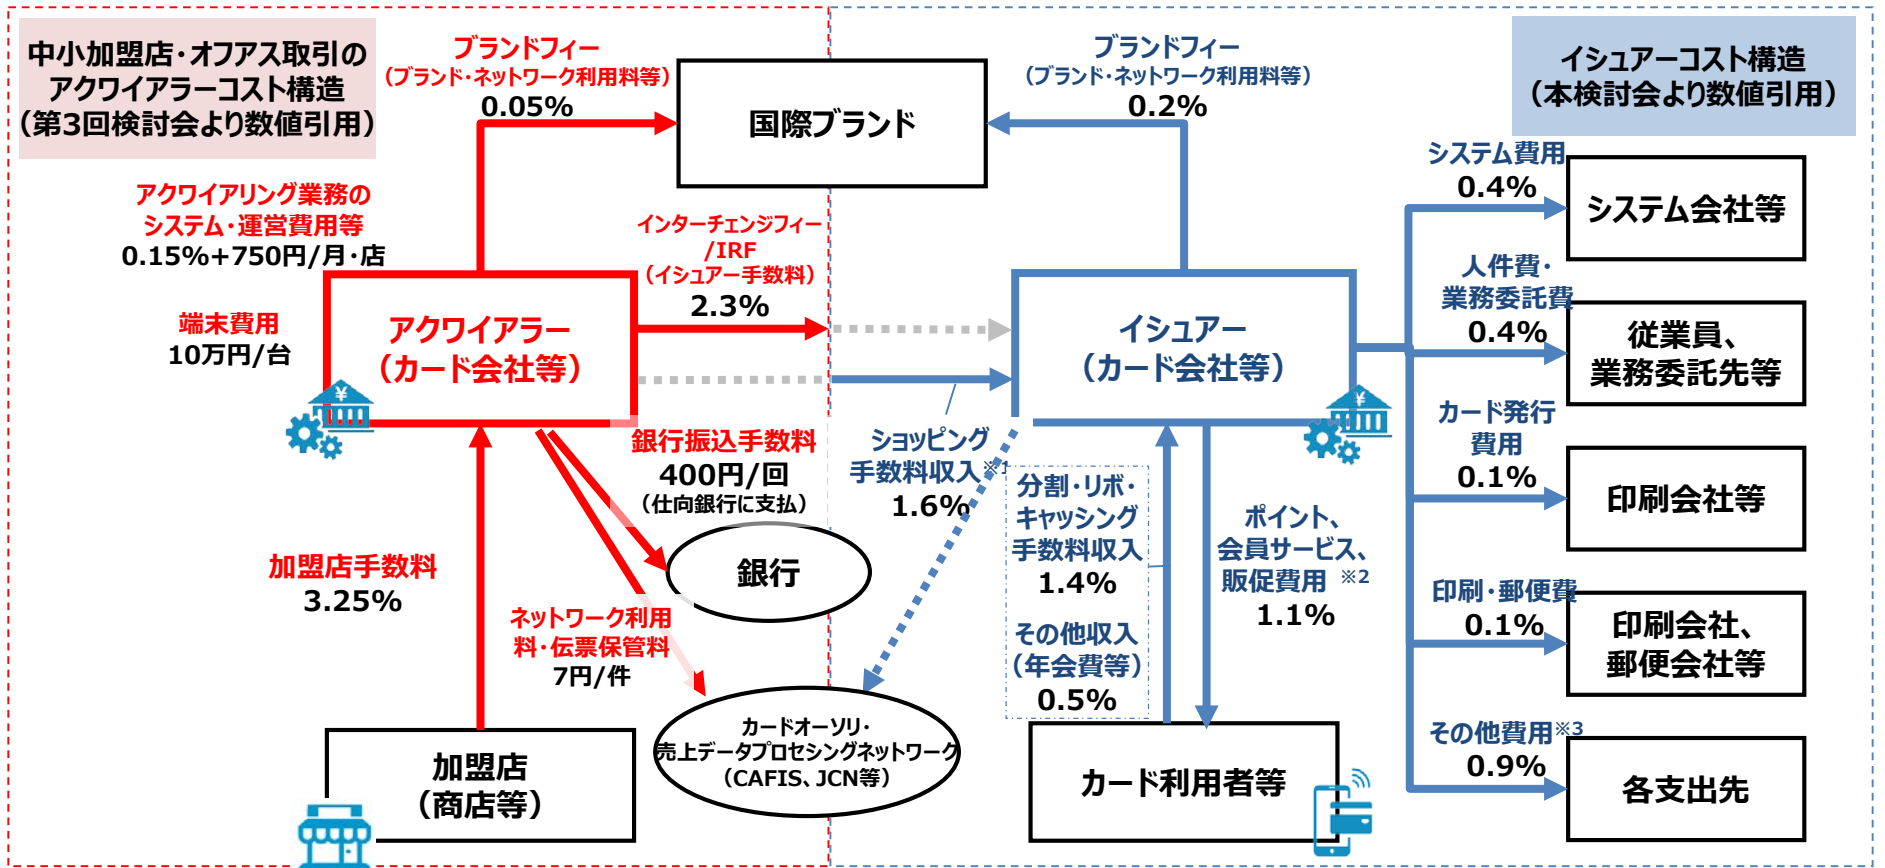 中小加盟店・オフアス取引の
アクワイアラーコスト構造
（第3回検討会より数値引用）
ブランドフィー
（ブランド・ネットワーク利用料等）
0.05%
国際ブランド
ブランドフィー
（ブランド・ネットワーク利用料等）
0.2%
イシュアーコスト構造
（本検討会より数値引用）
アクワイアリング業務の
システム・運営費用等
0.15%+750円/月・店
端末費用
10万円/台
アクワイアラー
（カード会社等）
インターチェンジフィー
/IRF
（イシュアー手数料）
2.3%
イシュアー
（カード会社等）
システム費用
0.4%
システム会社等
人件費・
業務委託費
0.4%
従業員、
業務委託先等
カード発行
費用
0.1%
印刷会社等
印刷・郵便費
0.1%
印刷会社、
郵便会社等
その他費用※3
0.9%
各支出先
銀行振込手数料
400円/回
（仕向銀行に支払）
銀行
ショッピング
手数料収入※1
1.6%
分割・リボ・
キャッシング
手数料収入
1.4%
その他収入
（年会費等）
0.5%
ポイント、
会員サービス、
販促費用 ※2
1.1%
加盟店手数料
3.25%
ネットワーク利用
料・伝票保管料
7円/件
カードオーソリ・
売上データプロセシングネットワーク
（CAFIS、JCN等）
加盟店
（商店等）
カード利用者等
¥
¥